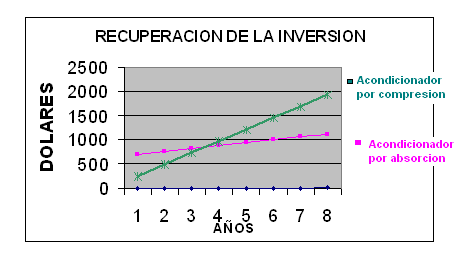 RECUPERACION DE LA INVERSION
DOLARES
2500
2000
1500
1000
500
0
1 2 3 4 5 6 7 8
AÑOS
Acondicionador
por compresion
Acondicionador
por absorcion